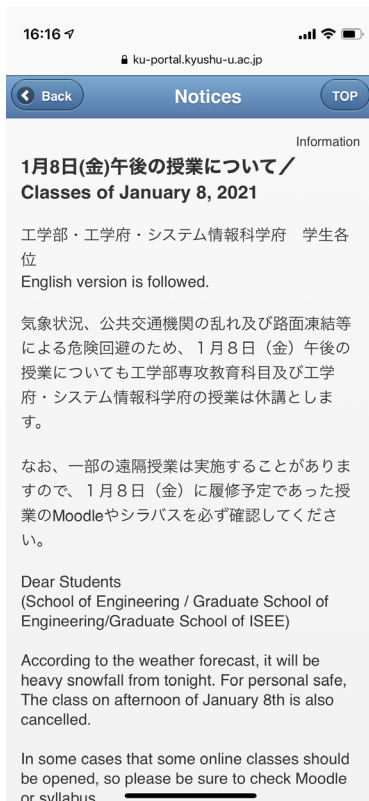 16:16
ku-portal.kyushu-u.ac.jp
Back
Notices
TOP
Information
1月8日(金)午後の授業について／
Classes of January 8, 2021
工学部・工学府・システム情報科学府　学生各
位
English version is followed.
気象状況、公共交通機関の乱れ及び路面凍結等
による危険回避のため、１月８日（金）午後の
授業についても工学部専攻教育科目及び工学
府・システム情報科学府の授業は休講としま
す。
なお、一部の遠隔授業は実施することがありま
すので、１月８日（金）に履修予定であった授
業のMoodleやシラバスを必ず確認してくださ
い。
Dear Students
(School of Engineering / Graduate School of
Engineering/Graduate School of ISEE)
According to the weather forecast, it will be
heavy snowfall from tonight. For personal safe,
The class on afternoon of January 8th is also
cancelled.
In some cases that some online classes should
be opened, so please be sure to check Moodle
or syllabus